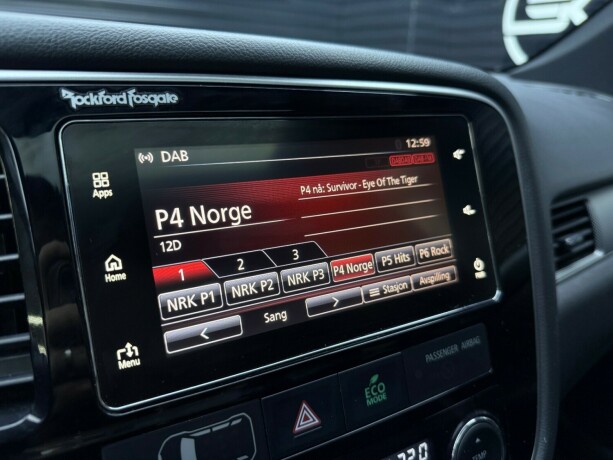 Rockford Fosgate
DAB
12:59
Apps
P4 nå: Survivor - Eye Of The Tiger
P4 Norge
12D
Home
1 2 3
NRK P1 NRK P2 NRK P3 P4 Norge P5 Hits P6 Rock
< Sang > Stasjon Avspilling
Menu
PASSENGER AIRBAG
ECO
MODE
TEMP